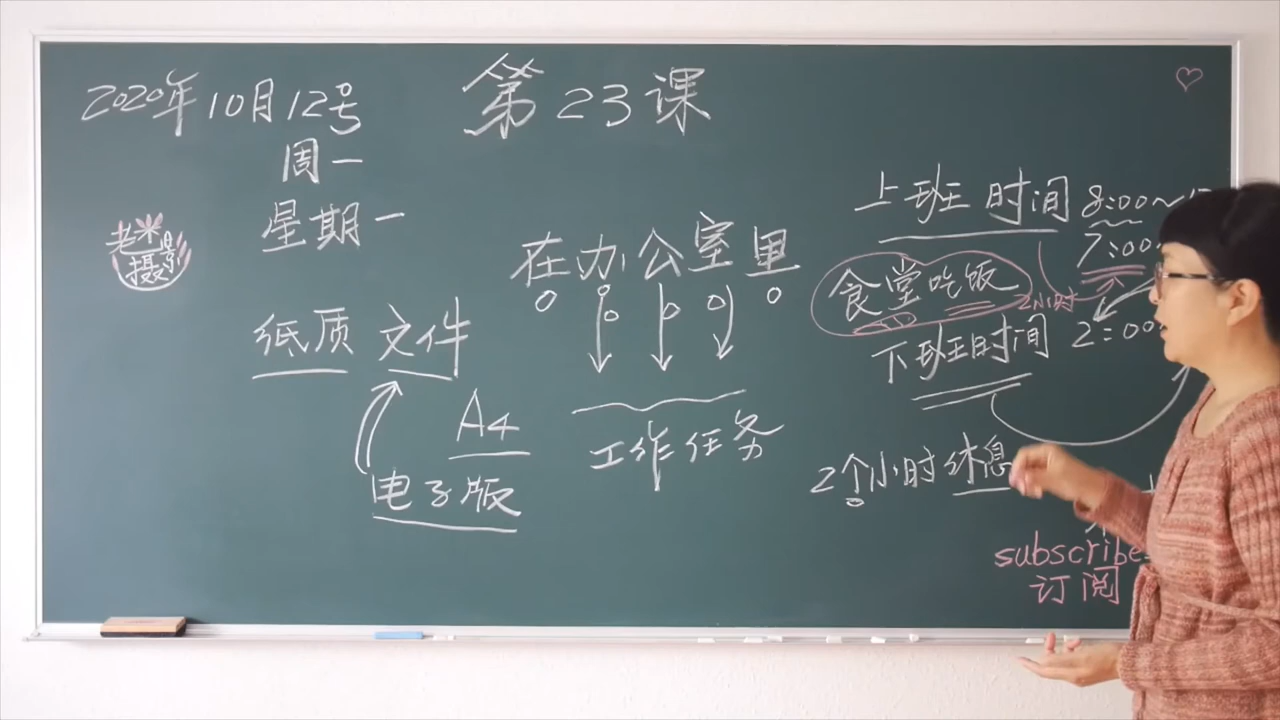 2020年10月12号
第23课
周一
星期一
老米
摄影
纸质文件
A4
电子版
在办公室里
工作任务
上班时间 8:00~
7:00
食堂吃饭
2小时
下班时间 2:00
2个小时休息
subscribe
订阅